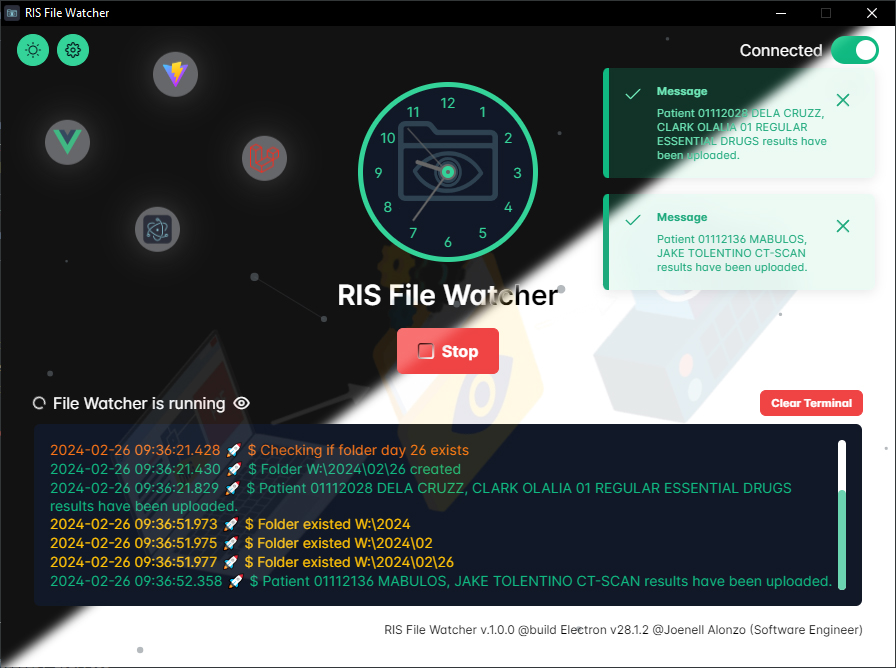 RIS File Watcher
Connected
Message
Patient 01112028 DELA CRUZZ,
CLARK OLALIA 01 REGULAR
ESSENTIAL DRUGS results have
been uploaded.
Message
Patient 01112136 MABULOS,
JAKE TOLENTINO CT-SCAN
results have been uploaded.
12
1
2
3
4
5
6
7
8
9
10
11
RIS File Watcher
Stop
File Watcher is running
Clear Terminal
2024-02-26 09:36:21.428 🚀 $ Checking if folder day 26 exists
2024-02-26 09:36:21.430 🚀 $ Folder W:\2024\02\26 created
2024-02-26 09:36:21.829 🚀 $ Patient 01112028 DELA CRUZZ, CLARK OLALIA 01 REGULAR ESSENTIAL DRUGS
results have been uploaded.
2024-02-26 09:36:51.973 🚀 $ Folder existed W:\2024
2024-02-26 09:36:51.975 🚀 $ Folder existed W:\2024\02
2024-02-26 09:36:51.977 🚀 $ Folder existed W:\2024\02\26
2024-02-26 09:36:52.358 🚀 $ Patient 01112136 MABULOS, JAKE TOLENTINO CT-SCAN results have been uploaded.
RIS File Watcher v.1.0.0 @build Electron v28.1.2 @Joenell Alonzo (Software Engineer)